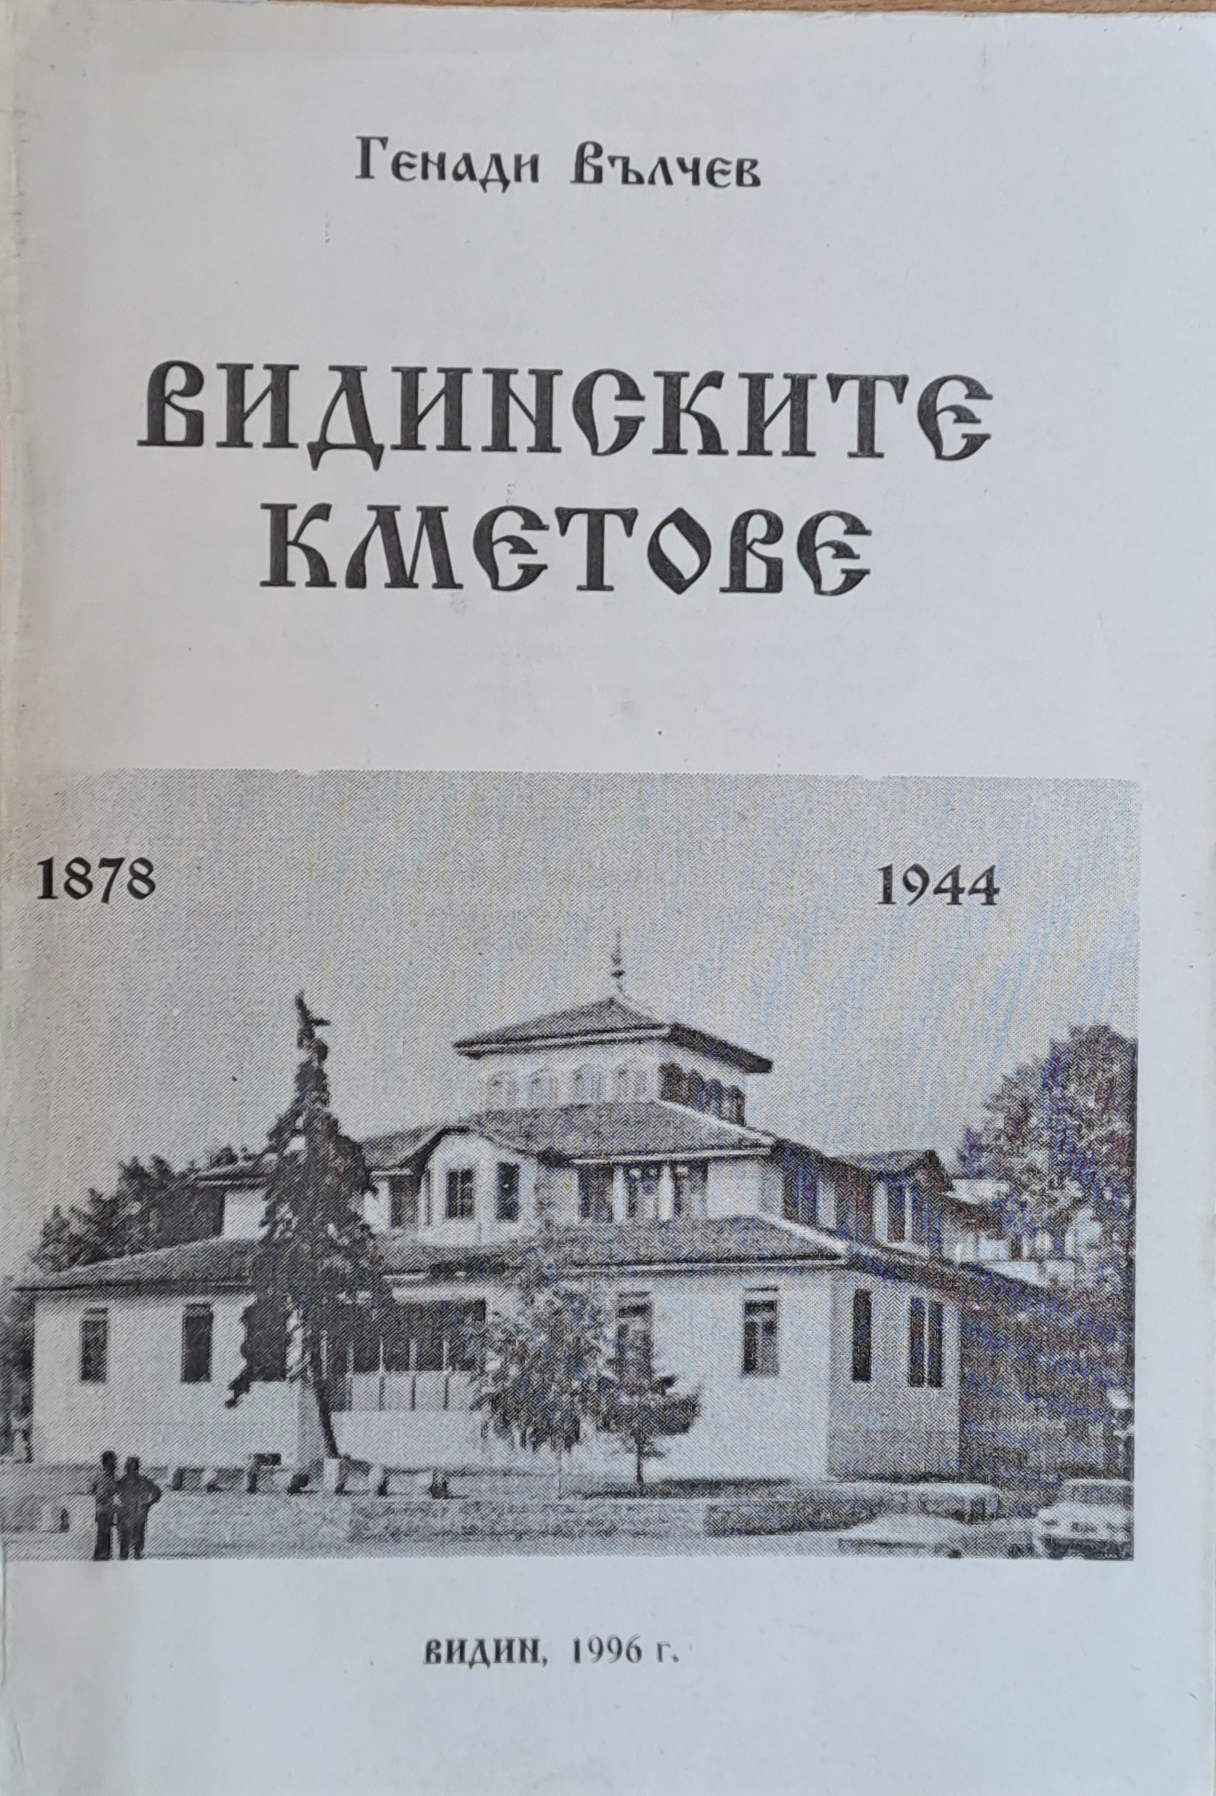 Генади Вълчев
ВИДИНСКИТЕ
КМЕТОВЕ
1878 1944
ВИДИН, 1996 г.